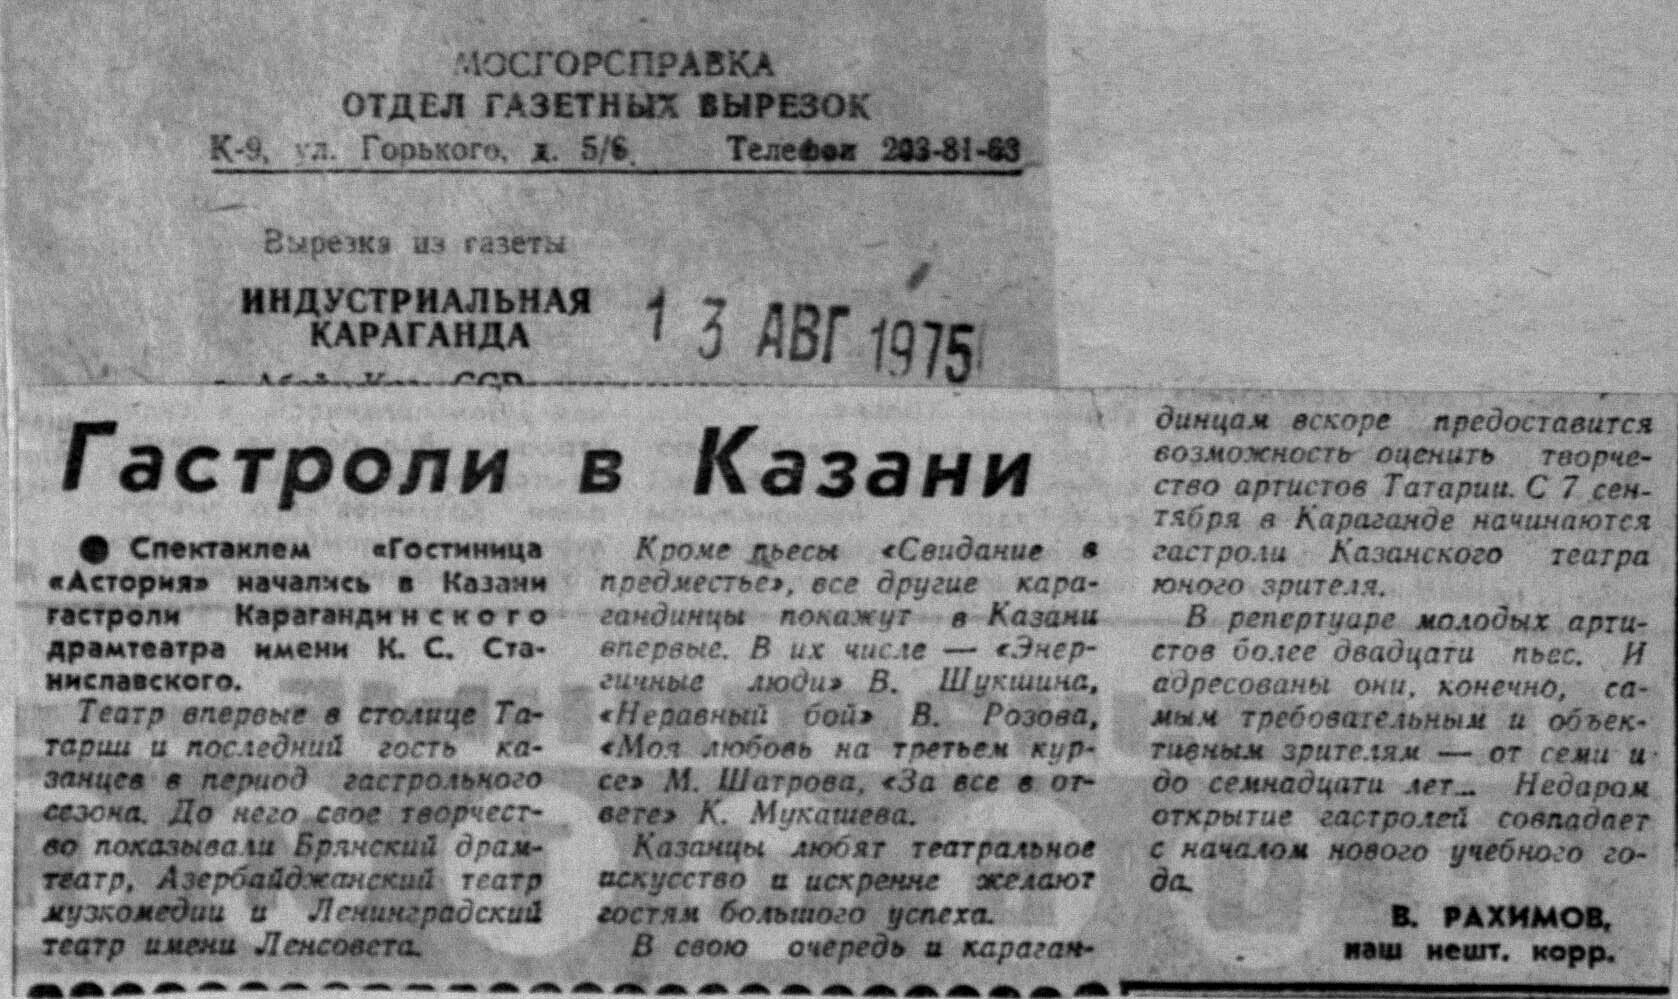 МОСГОРСПРАВКА
ОТДЕЛ ГАЗЕТНЫХ ВЫРЕЗОК
К-9, ул. Горького, д. 5/6. Телефон 203-81-63
Вырезка из газеты
ИНДУСТРИАЛЬНАЯ
КАРАГАНДА
13 АВГ 1975
Гастроли в Казани
● Спектаклем «Гостиница
«Астория» начались в Казани
гастроли Карагандинского
драмтеатра имени К. С. Ста-
ниславского.
Театр впервые в столице Та-
тарии и последний гость ка-
занцев в период гастрольного
сезона. До него свое творчест-
во показывали Брянский драм-
театр, Азербайджанский театр
музкомедии и Ленинградский
театр имени Ленсовета.
Кроме пьесы «Свидание в
предместье», все другие кара-
гандинцы покажут в Казани
впервые. В их числе — «Энер-
гичные люди» В. Шукшина,
«Неравный бой» В. Розова,
«Моя любовь на третьем кур-
се» М. Шатрова, «За все в от-
вете» К. Мукашева.
Казанцы любят театральное
искусство и искренне желают
гостям большого успеха.
В свою очередь и караган-
динцам вскоре предоставится
возможность оценить творче-
ство артистов Татарии. С 7 сен-
тября в Караганде начинаются
гастроли Казанского театра
юного зрителя.
В репертуаре молодых арти-
стов более двадцати пьес. И
адресованы они, конечно, са-
мым требовательным и объек-
тивным зрителям — от семи и
до семнадцати лет... Недаром
открытие гастролей совпадает
с началом нового учебного го-
да.
В. РАХИМОВ,
наш нешт. корр.